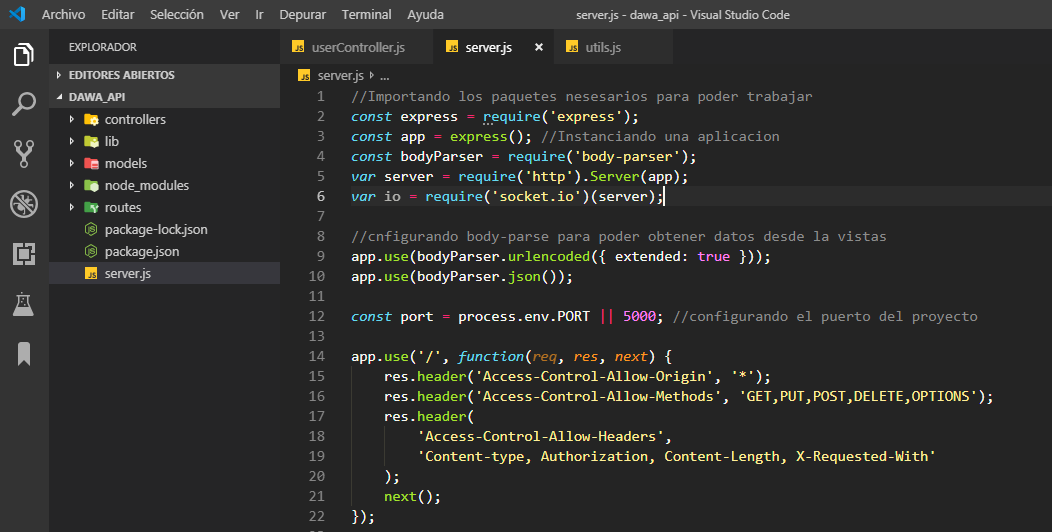 Archivo Editar Selección Ver Ir Depurar Terminal Ayuda server.js - dawa_api - Visual Studio Code
EXPLORADOR
EDITORES ABIERTOS
DAWA_API
controllers
lib
models
node_modules
routes
package-lock.json
package.json
server.js
JS userController.js JS server.js × JS utils.js
JS server.js ▸ ...
1 //Importando los paquetes nesesarios para poder trabajar
2 const express = require('express');
3 const app = express(); //Instanciando una aplicacion
4 const bodyParser = require('body-parser');
5 var server = require('http').Server(app);
6 var io = require('socket.io')(server);
7
8 //cnfigurando body-parse para poder obtener datos desde la vistas
9 app.use(bodyParser.urlencoded({ extended: true }));
10 app.use(bodyParser.json());
11
12 const port = process.env.PORT || 5000; //configurando el puerto del proyecto
13
14 app.use('/', function(req, res, next) {
15 res.header('Access-Control-Allow-Origin', '*');
16 res.header('Access-Control-Allow-Methods', 'GET,PUT,POST,DELETE,OPTIONS');
17 res.header(
18 'Access-Control-Allow-Headers',
19 'Content-type, Authorization, Content-Length, X-Requested-With'
20 );
21 next();
22 });